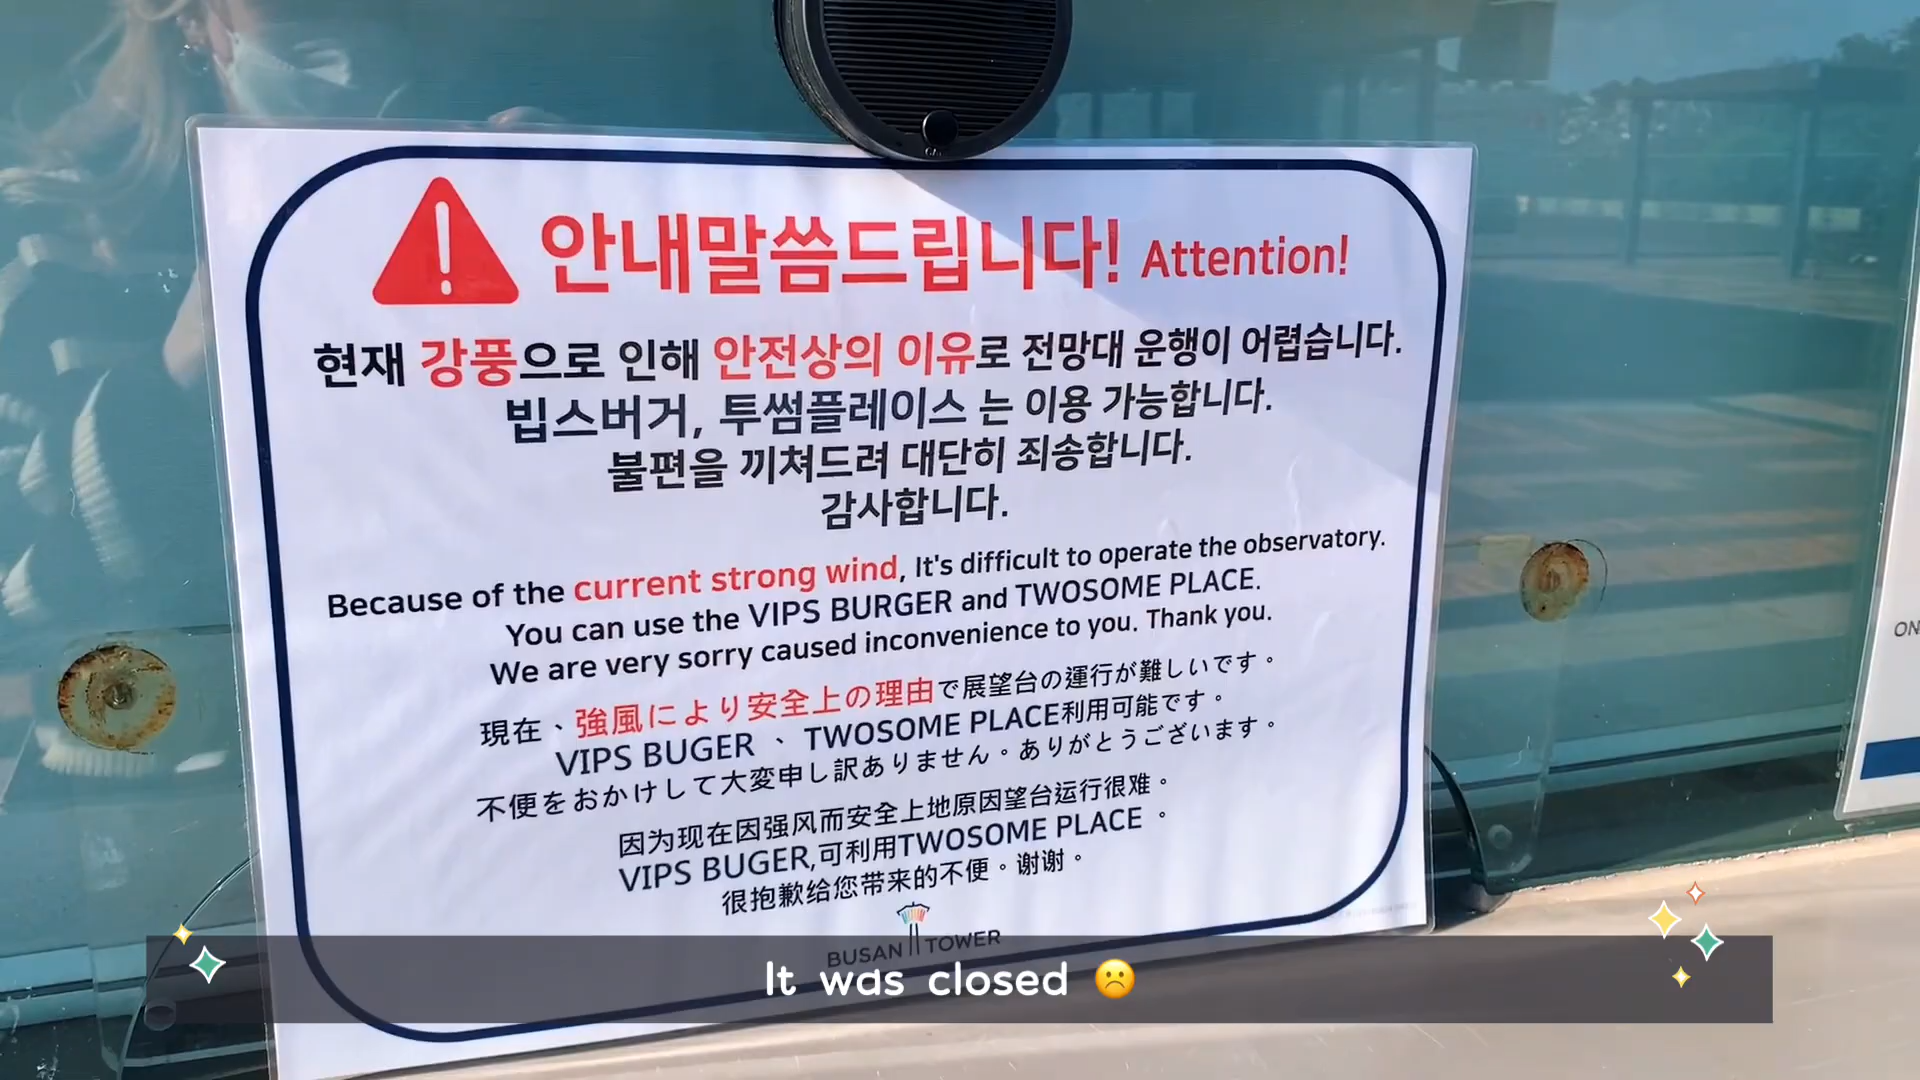 안내말씀드립니다! Attention!
현재 강풍으로 인해 안전상의 이유로 전망대 운행이 어렵습니다.
빕스버거, 투썸플레이스 는 이용 가능합니다.
불편을 끼쳐드려 대단히 죄송합니다.
감사합니다.
Because of the current strong wind, It's difficult to operate the observatory.
You can use the VIPS BURGER and TWOSOME PLACE.
We are very sorry caused inconvenience to you. Thank you.
現在、強風により安全上の理由で展望台の運行が難しいです。
VIPS BUGER 、 TWOSOME PLACE利用可能です。
不便をおかけして大変申し訳ありません。ありがとうございます。
因为现在因强风而安全上地原因望台运行很难。
VIPS BUGER,可利用TWOSOME PLACE 。
很抱歉给您带来的不便。谢谢。
BUSAN TOWER
It was closed ☹️
ON